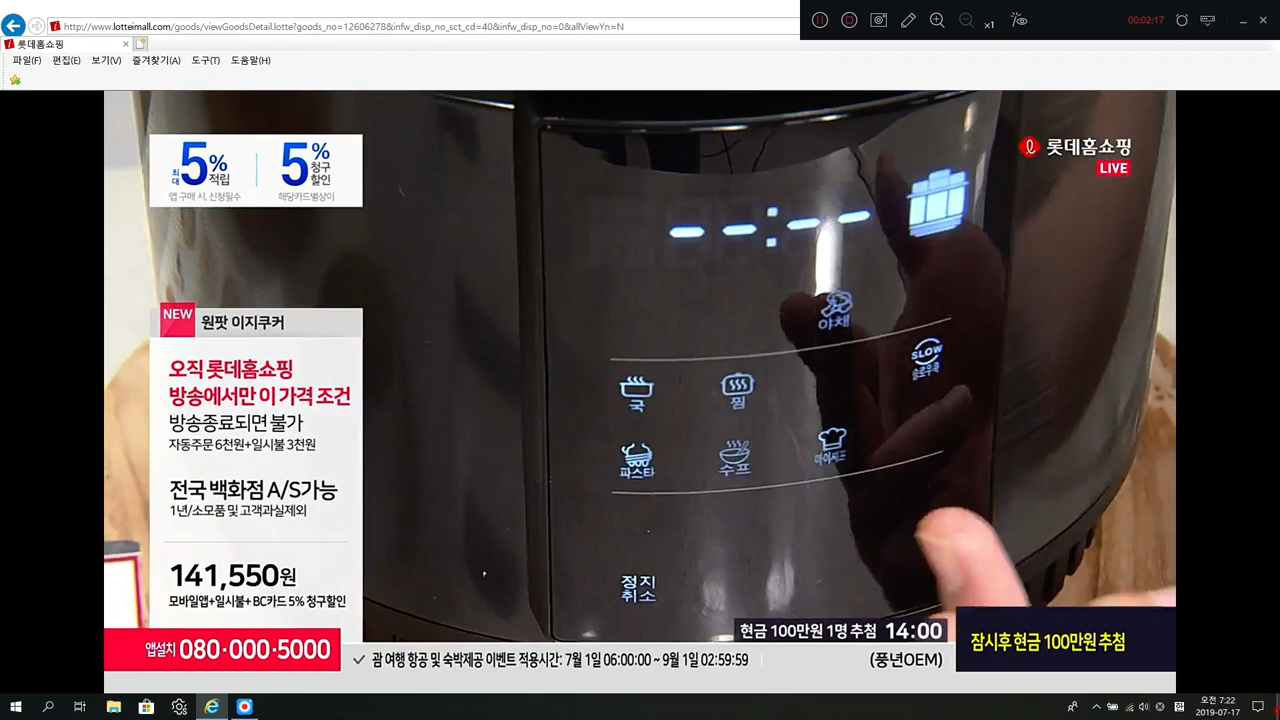 http://www.lotteimall.com/goods/viewGoodsDetail.lotte?goods_no=12606278&infw_disp_no_sct_cd=40&infw_disp_no=0&allViewYn=N
x1
00:02:17
롯데홈쇼핑
파일(F) 편집(E) 보기(V) 즐겨찾기(A) 도구(T) 도움말(H)
최대 5% 적립
앱 구매 시, 신청필수
5% 청구할인
해당카드별상이
롯데홈쇼핑
LIVE
야채
SLOW
슬로우쿡
국
찜
파스타
수프
마이셰프
정지
취소
NEW 원팟 이지쿠커
오직 롯데홈쇼핑
방송에서만 이 가격 조건
방송종료되면 불가
자동주문 6천원+일시불 3천원
전국 백화점 A/S가능
1년/소모품 및 고객과실제외
141,550원
모바일앱+일시불+ BC카드 5% 청구할인
앱설치 080·000·5000
현금 100만원 1명 추첨 14:00
잠시후 현금 100만원 추첨
괌 여행 항공 및 숙박제공 이벤트 적용시간: 7월 1일 06:00:00 ~ 9월 1일 02:59:59
(풍년OEM)
오전 7:22
2019-07-17